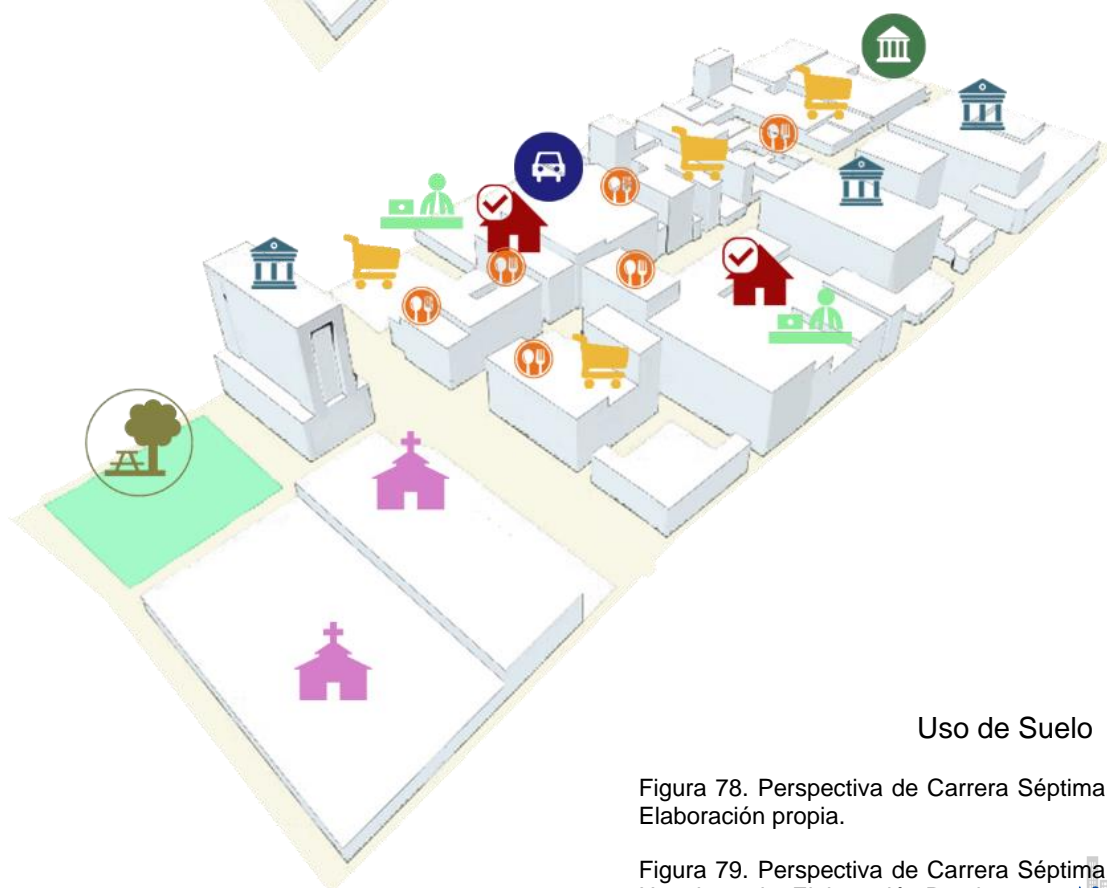 Uso de Suelo
Figura 78. Perspectiva de Carrera Séptima
Elaboración propia.
Figura 79. Perspectiva de Carrera Séptima